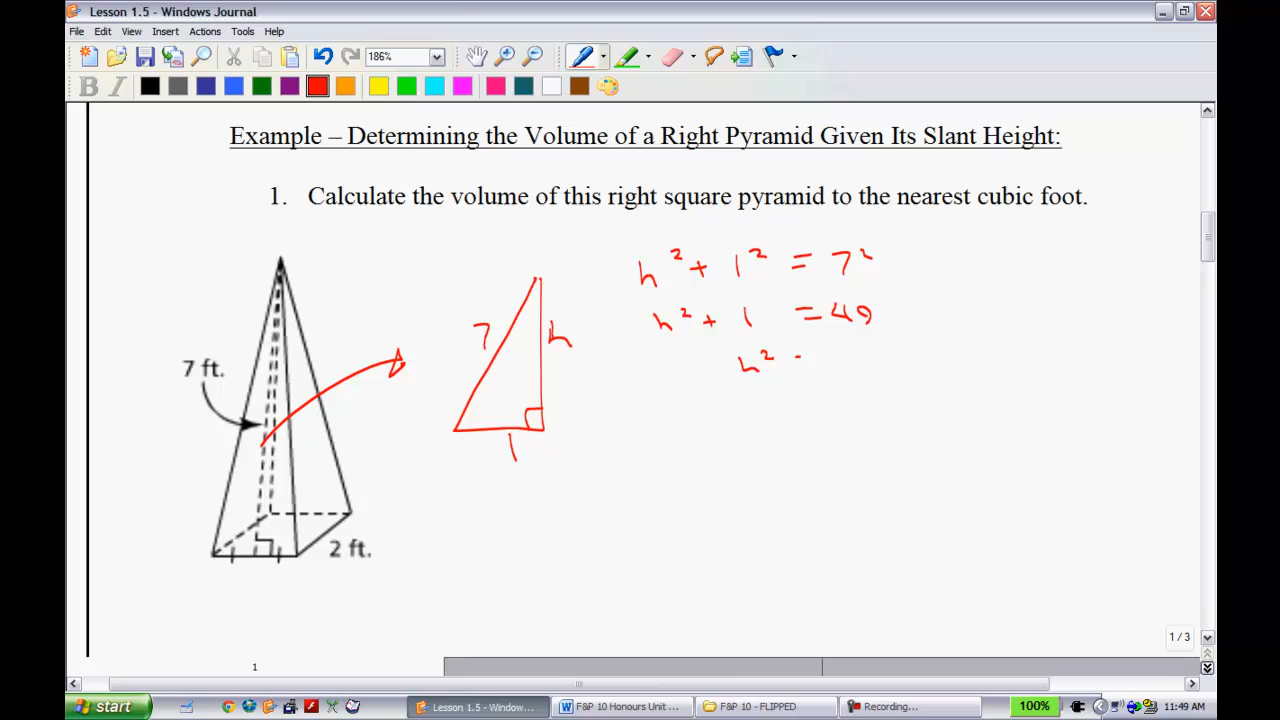 Lesson 1.5 - Windows Journal
File Edit View Insert Actions Tools Help
186%
B I
Example – Determining the Volume of a Right Pyramid Given Its Slant Height:
1. Calculate the volume of this right square pyramid to the nearest cubic foot.
h² + 1² = 7²
h² + 1 = 49
h² -
7 h
1
7 ft.
2 ft.
1 / 3
1
start
Lesson 1.5 - Window...
F&P 10 Honours Unit ...
F&P 10 - FLIPPED
Recording...
100%
11:49 AM